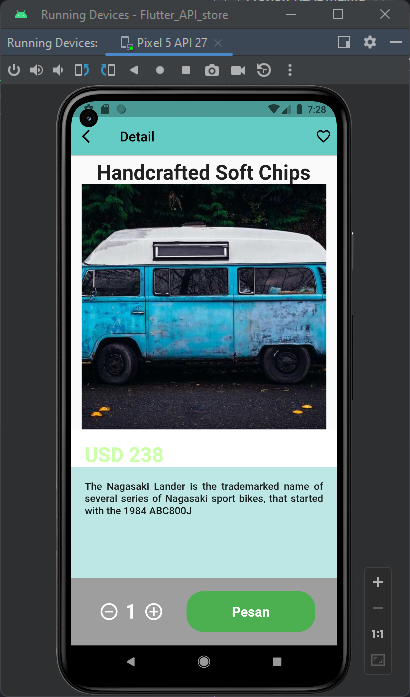 Running Devices - Flutter_API_store
Running Devices:
Pixel 5 API 27
7:28
Detail
Handcrafted Soft Chips
USD 238
The Nagasaki Lander is the trademarked name of
several series of Nagasaki sport bikes, that started
with the 1984 ABC800J
1
Pesan
1:1